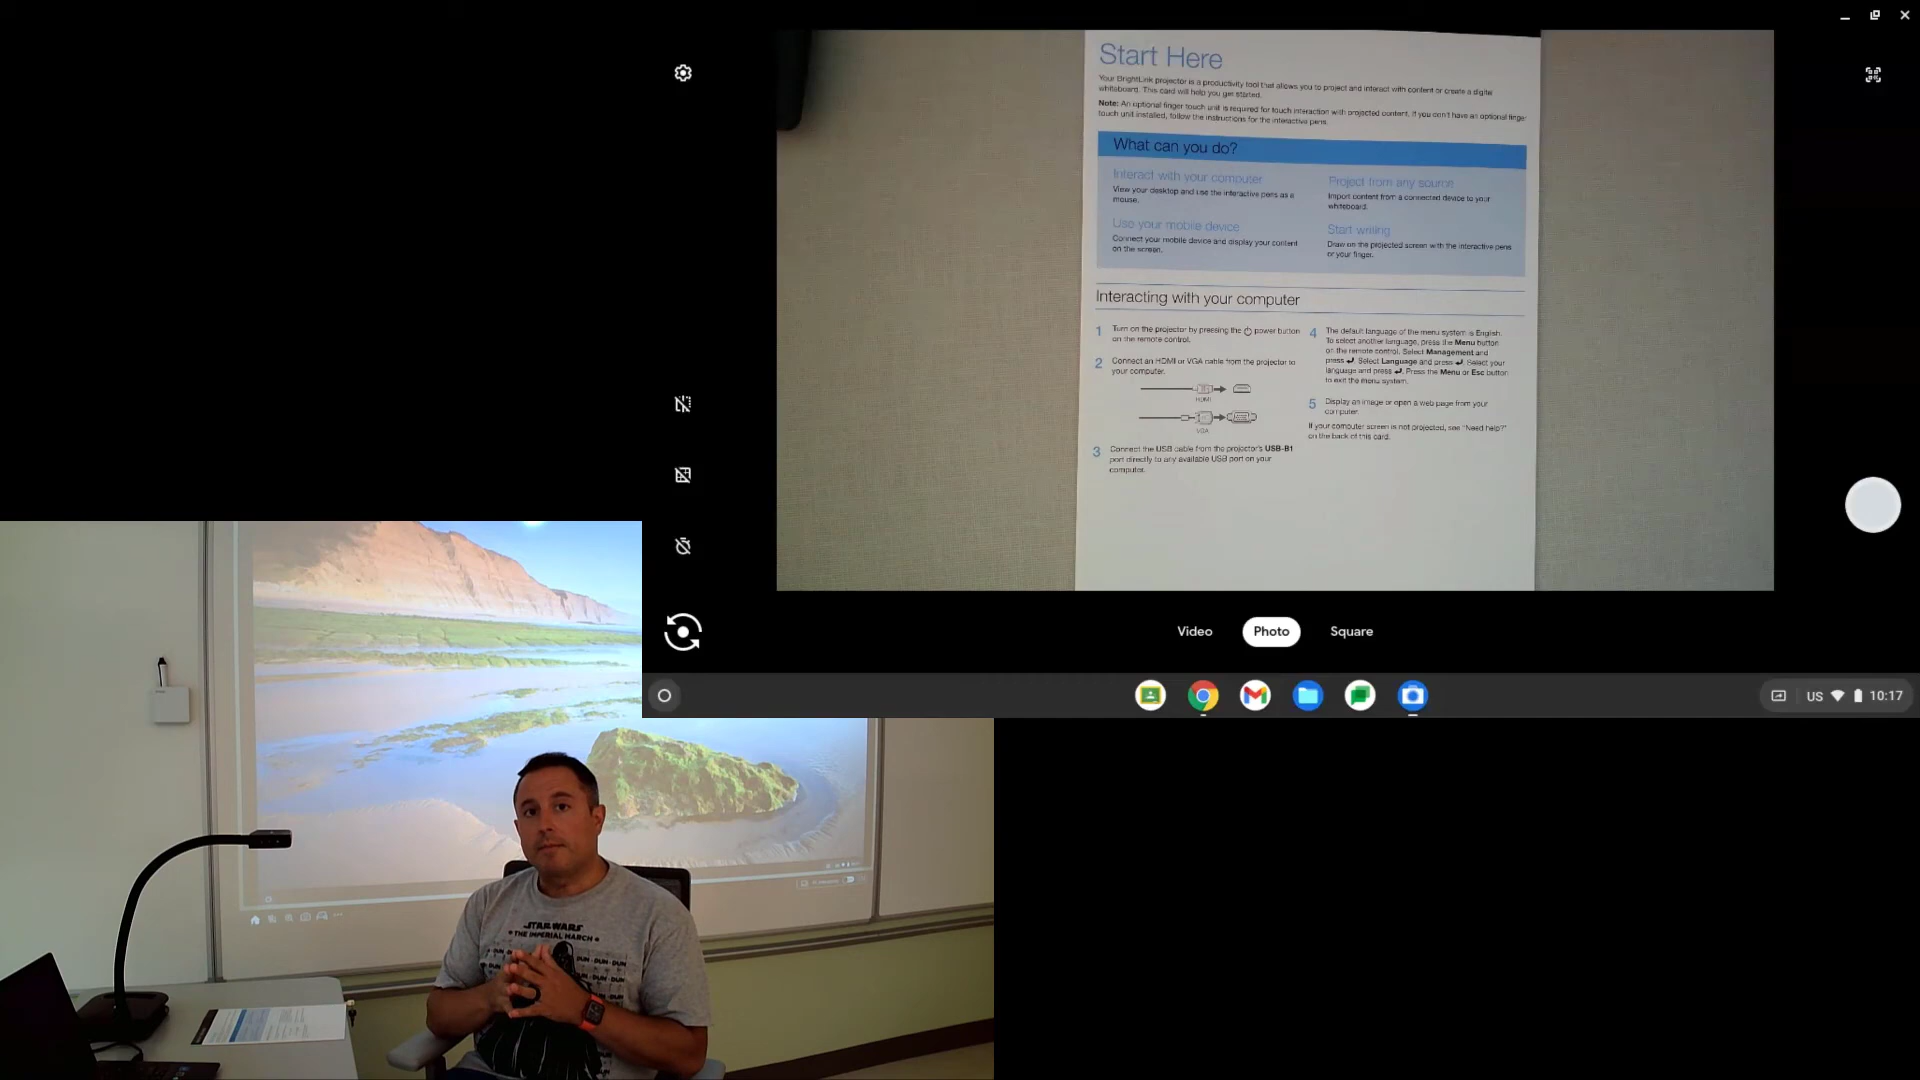 Start Here
Your BrightLink projector is a productivity tool that allows you to project and interact with content or create a digital
whiteboard. This card will help you get started.
Note: An optional finger touch unit is required for touch interaction with projected content. If you don't have an optional finger
touch unit installed, follow the instructions for the interactive pens.
What can you do?
Interact with your computer
View your desktop and use the interactive pens as a
mouse.
Use your mobile device
Connect your mobile device and display your content
on the screen.
Project from any source
Import content from a connected device to your
whiteboard.
Start writing
Draw on the projected screen with the interactive pens
or your finger.
Interacting with your computer
1 Turn on the projector by pressing the power button
on the remote control.
2 Connect an HDMI or VGA cable from the projector to
your computer.
HDMI
VGA
3 Connect the USB cable from the projector's USB-B1
port directly to any available USB port on your
computer.
4 The default language of the menu system is English.
To select another language, press the Menu button
on the remote control. Select Management and
press ↵. Select Language and press ↵. Select your
language and press ↵. Press the Menu or Esc button
to exit the menu system.
5 Display an image or open a web page from your
computer.
If your computer screen is not projected, see "Need help?"
on the back of this card.
Video Photo Square
US 10:17
STAR WARS
THE IMPERIAL MARCH
DUN DUN
DUN DUN